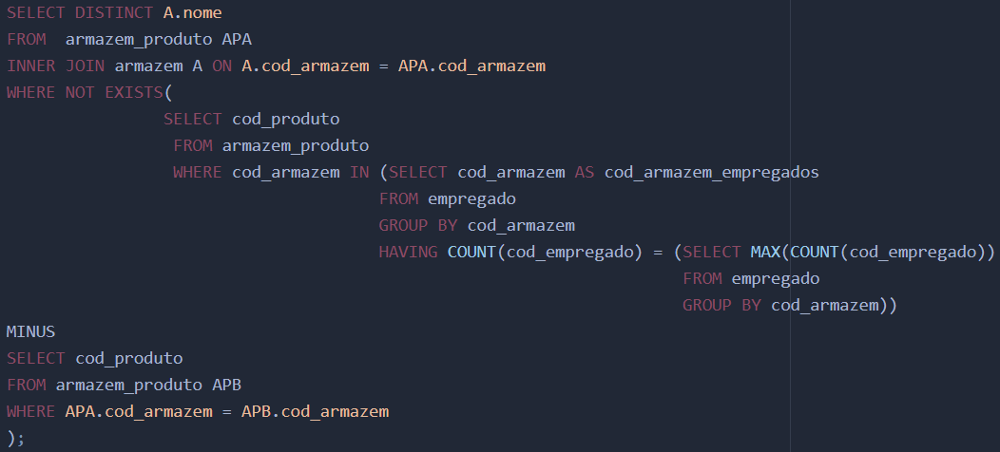 SELECT DISTINCT A.nome
FROM  armazem_produto APA
INNER JOIN armazem A ON A.cod_armazem = APA.cod_armazem
WHERE NOT EXISTS(
                SELECT cod_produto
                 FROM armazem_produto
                 WHERE cod_armazem IN (SELECT cod_armazem AS cod_armazem_empregados
                                      FROM empregado
                                      GROUP BY cod_armazem
                                      HAVING COUNT(cod_empregado) = (SELECT MAX(COUNT(cod_empregado))
                                                                     FROM empregado
                                                                     GROUP BY cod_armazem))
MINUS
SELECT cod_produto
FROM armazem_produto APB
WHERE APA.cod_armazem = APB.cod_armazem
);